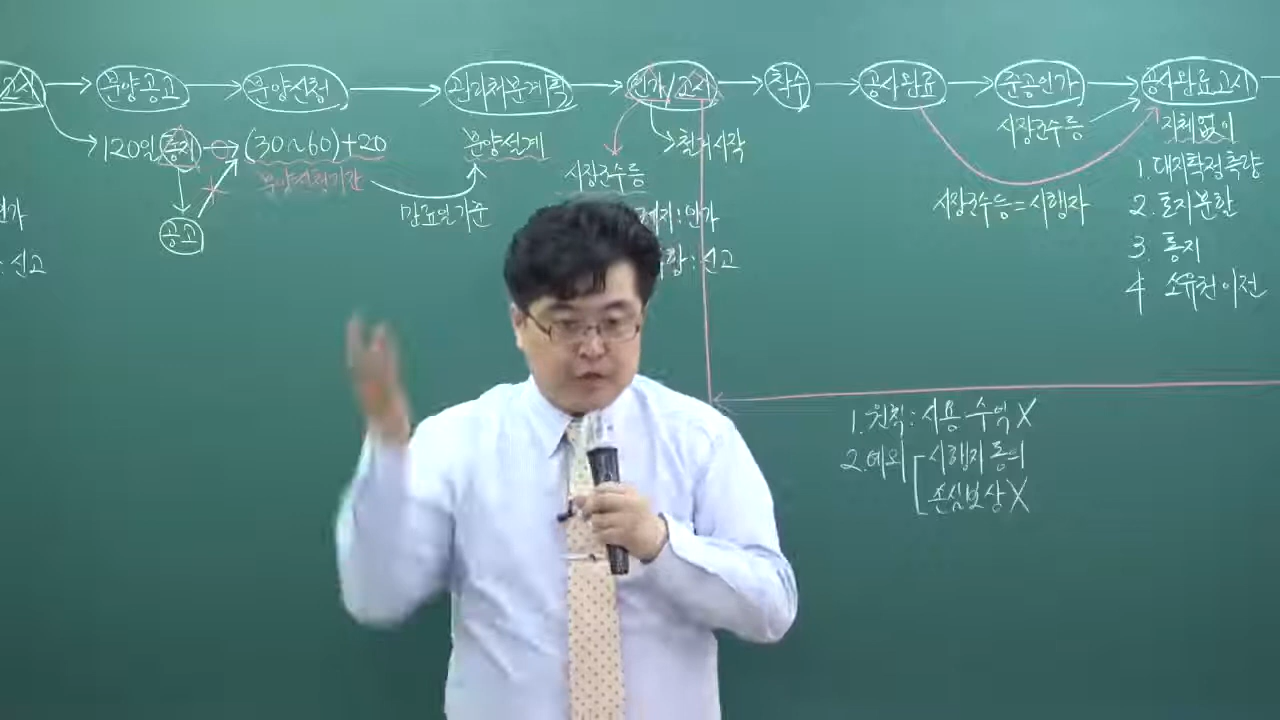 고시 → 분양공고 → 분양신청 → 관리처분계획 → 인가/고시 → 착수 → 공사완료 → 준공인가 → 공사완료고시
120일 통지 → (30~60)+20
분양신청기간
공고
만료일 기준
분양설계
철거시작
시장군수등
폐지:인가
:신고
인가
:신고
시장군수등
시장군수등=시행자
지체없이
1. 대지확정측량
2. 토지분할
3. 통지
4 소유권이전
1. 원칙: 사용·수익 X
2. 예외 시행자 동의
손실보상 X